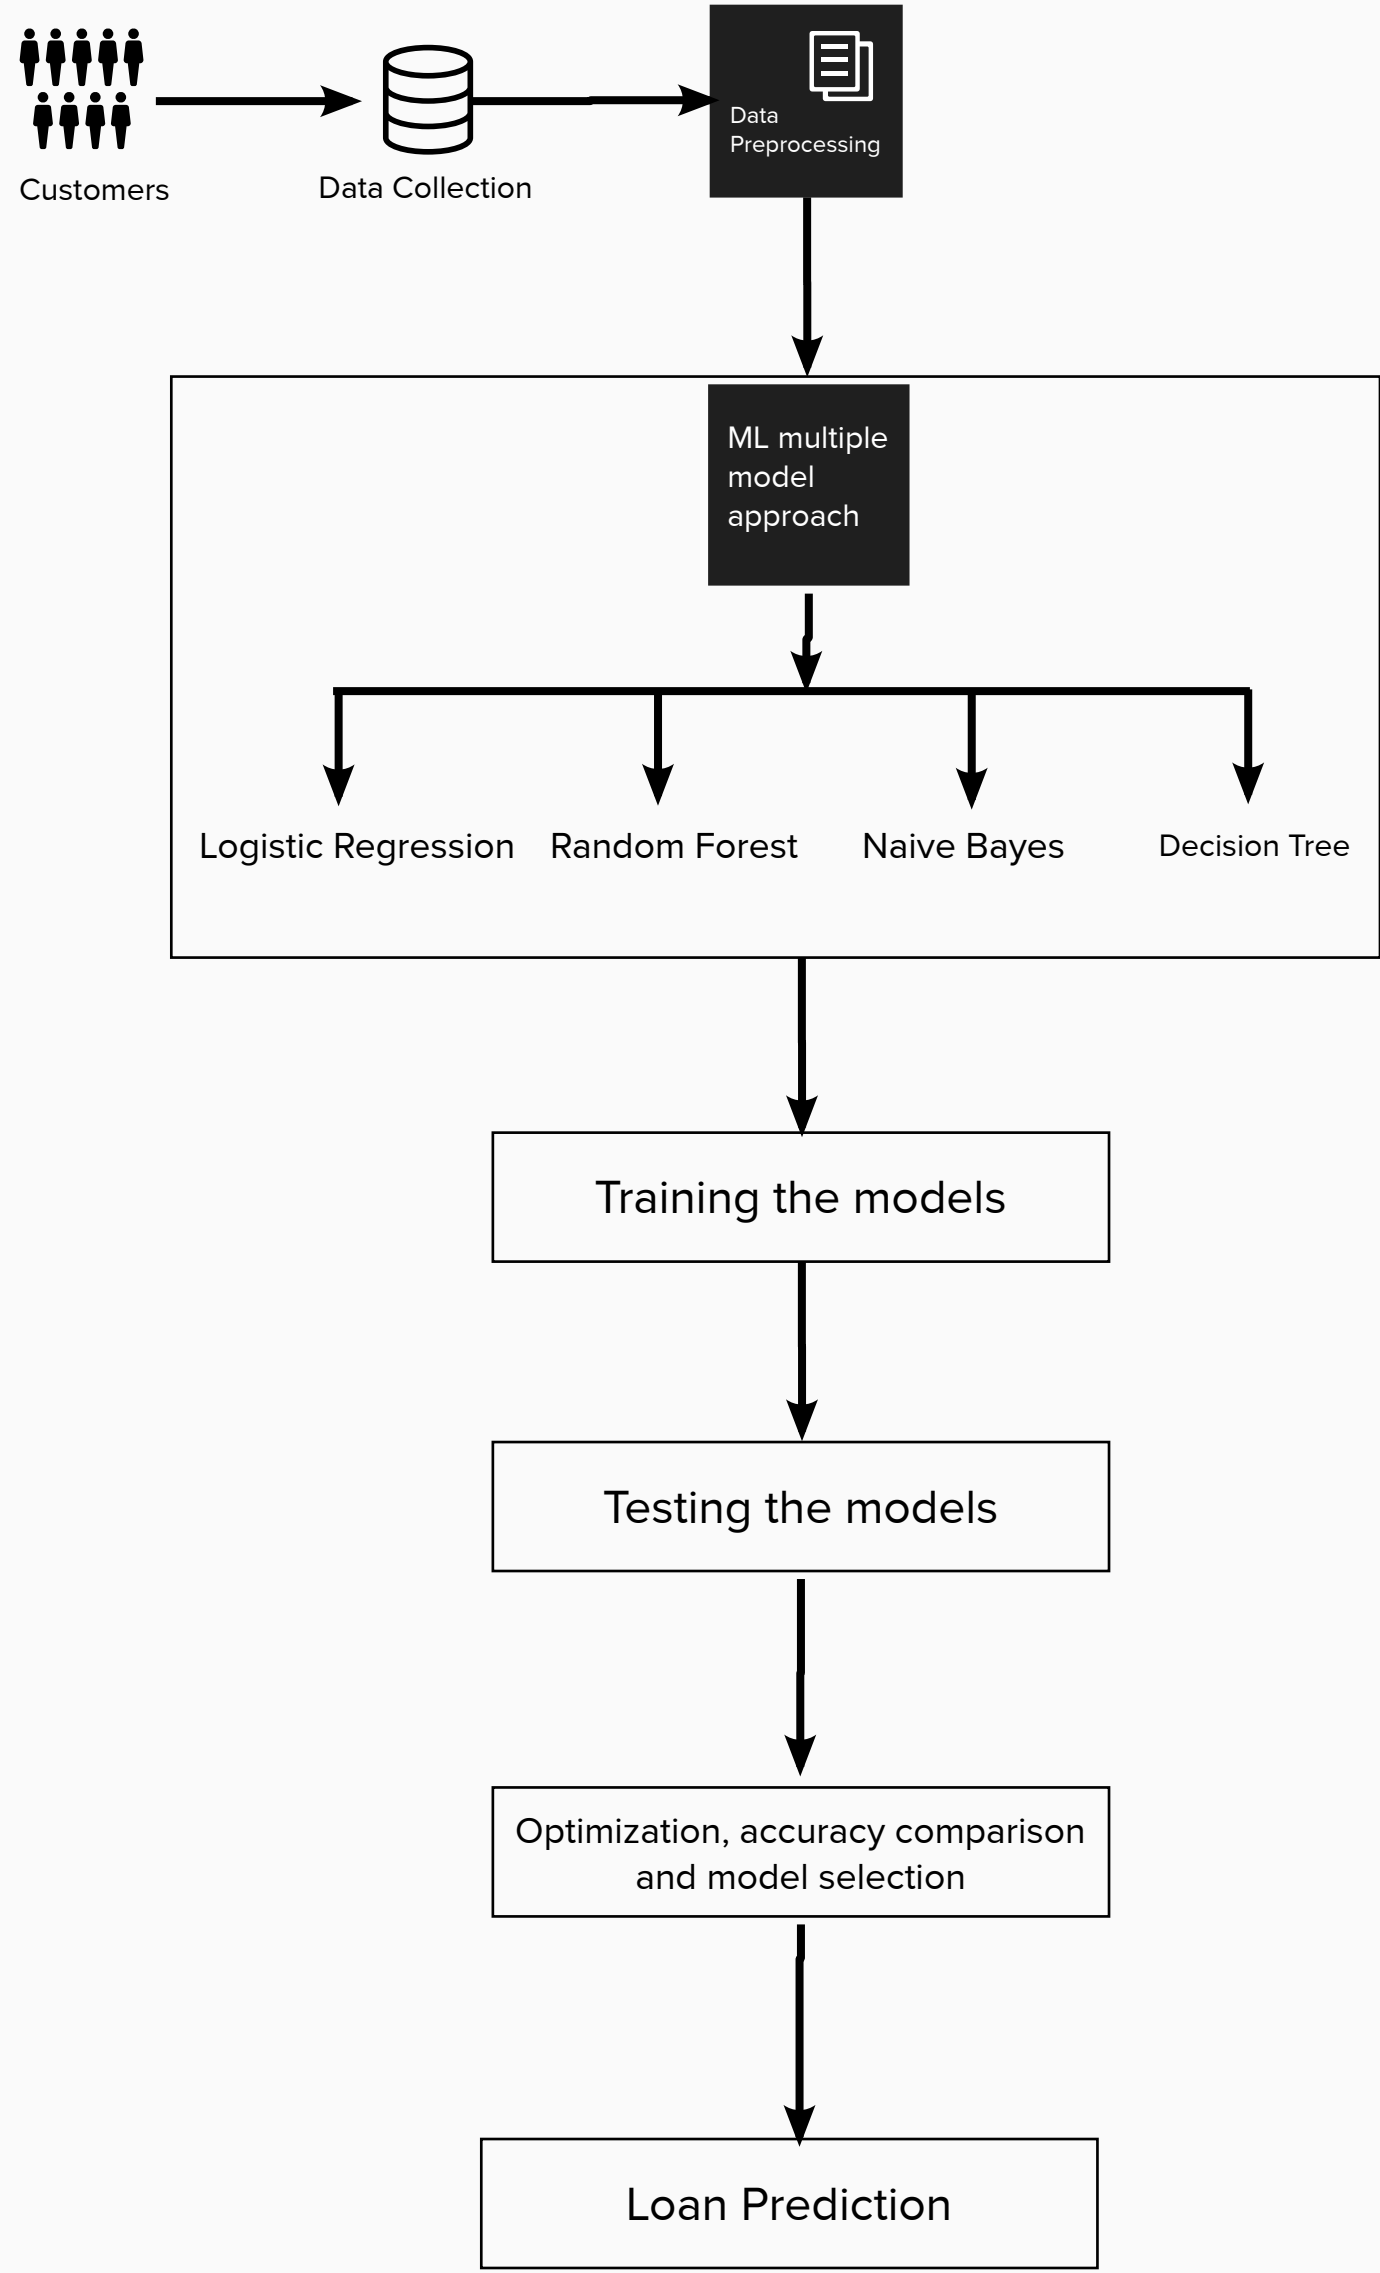 Customers
Data Collection
Data
Preprocessing
ML multiple
model
approach
Logistic Regression
Random Forest
Naive Bayes
Decision Tree
Training the models
Testing the models
Optimization, accuracy comparison
and model selection
Loan Prediction